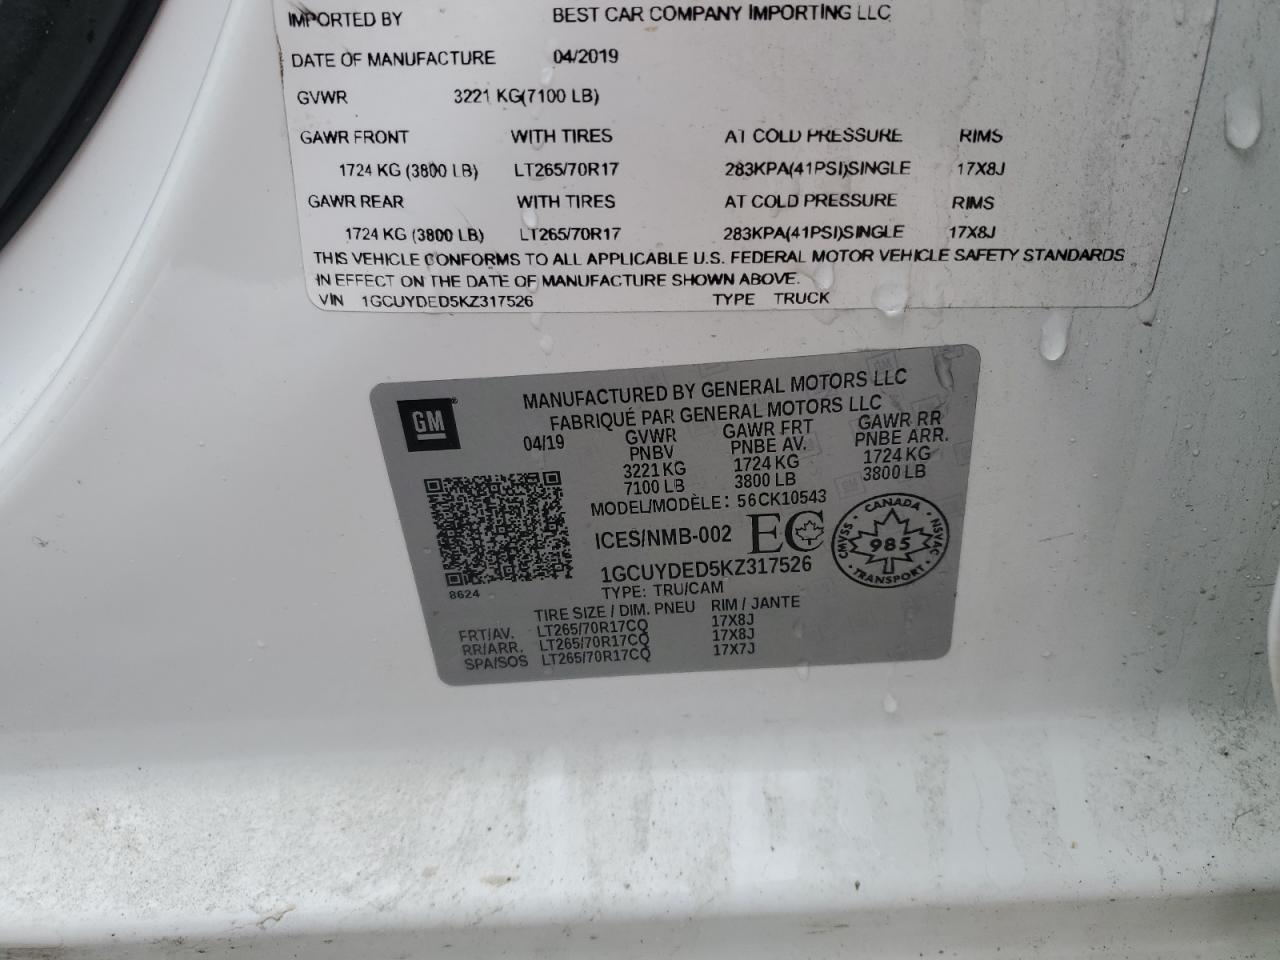 IMPORTED BY BEST CAR COMPANY IMPORTING LLC
DATE OF MANUFACTURE 04/2019
GVWR 3221 KG(7100 LB)
GAWR FRONT WITH TIRES AT COLD PRESSURE RIMS
1724 KG (3800 LB) LT265/70R17 283KPA(41PSI)SINGLE 17X8J
GAWR REAR WITH TIRES AT COLD PRESSURE RIMS
1724 KG (3800 LB) LT265/70R17 283KPA(41PSI)SINGLE 17X8J
THIS VEHICLE CONFORMS TO ALL APPLICABLE U.S. FEDERAL MOTOR VEHICLE SAFETY STANDARDS
IN EFFECT ON THE DATE OF MANUFACTURE SHOWN ABOVE.
VIN 1GCUYDED5KZ317526 TYPE TRUCK
GM
MANUFACTURED BY GENERAL MOTORS LLC
FABRIQUÉ PAR GENERAL MOTORS LLC
04/19 GVWR GAWR FRT GAWR RR
PNBV PNBE AV. PNBE ARR.
3221 KG 1724 KG 1724 KG
7100 LB 3800 LB 3800 LB
MODEL/MODÈLE: 56CK10543
ICES/NMB-002 EC
CANADA
CMVSS 985 NSVAC
TRANSPORT
1GCUYDED5KZ317526
8624
TYPE: TRU/CAM
TIRE SIZE / DIM. PNEU RIM / JANTE
FRT/AV. LT265/70R17CQ 17X8J
RR/ARR. LT265/70R17CQ 17X8J
SPA/SOS LT265/70R17CQ 17X7J